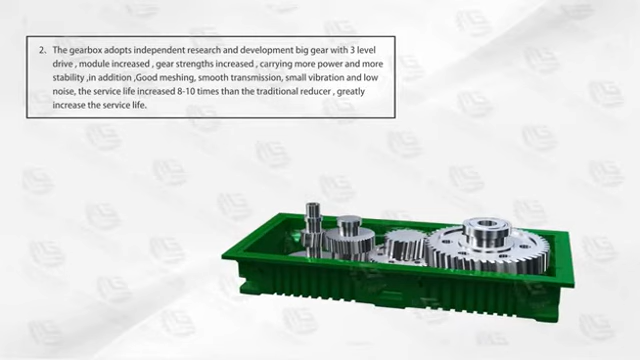 2. The gearbox adopts independent research and development big gear with 3 level
drive , module increased , gear strengths increased , carrying more power and more
stability ,in addition ,Good meshing, smooth transmission, small vibration and low
noise, the service life increased 8-10 times than the traditional reducer , greatly
increase the service life.